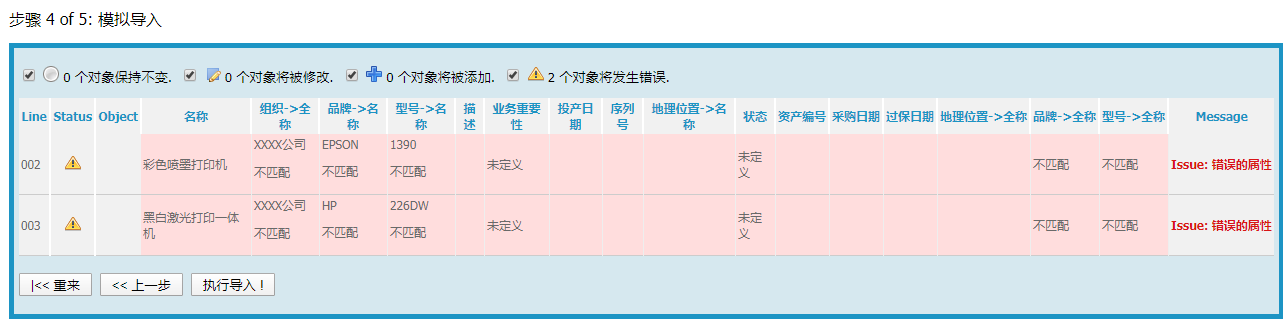 步骤 4 of 5: 模拟导入
0 个对象保持不变. 0 个对象将被修改. 0 个对象将被添加. 2 个对象将发生错误.
Line Status Object 名称 组织->全称 品牌->名称 型号->名称 描述 业务重要性 投产日期 序列号 地理位置->名称 状态 资产编号 采购日期 过保日期 地理位置->全称 品牌->全称 型号->全称 Message
002 彩色喷墨打印机 XXXX公司 不匹配 EPSON 不匹配 1390 不匹配 未定义 未定义 不匹配 不匹配 Issue: 错误的属性
003 黑白激光打印一体机 XXXX公司 不匹配 HP 不匹配 226DW 不匹配 未定义 未定义 不匹配 不匹配 Issue: 错误的属性
|<< 重来 << 上一步 执行导入 !